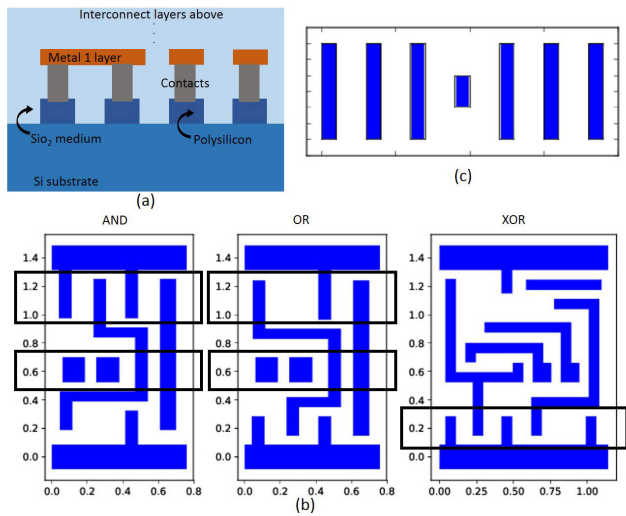 Interconnect layers above
Metal 1 layer
Contacts
Sio2 medium
Polysilicon
Si substrate
(a)
(c)
AND
OR
XOR
1.4
1.2
1.0
0.8
0.6
0.4
0.2
0.0
0.0 0.2 0.4 0.6 0.8
1.4
1.2
1.0
0.8
0.6
0.4
0.2
0.0
0.0 0.2 0.4 0.6 0.8
1.4
1.2
1.0
0.8
0.6
0.4
0.2
0.0
0.00 0.25 0.50 0.75 1.00
(b)